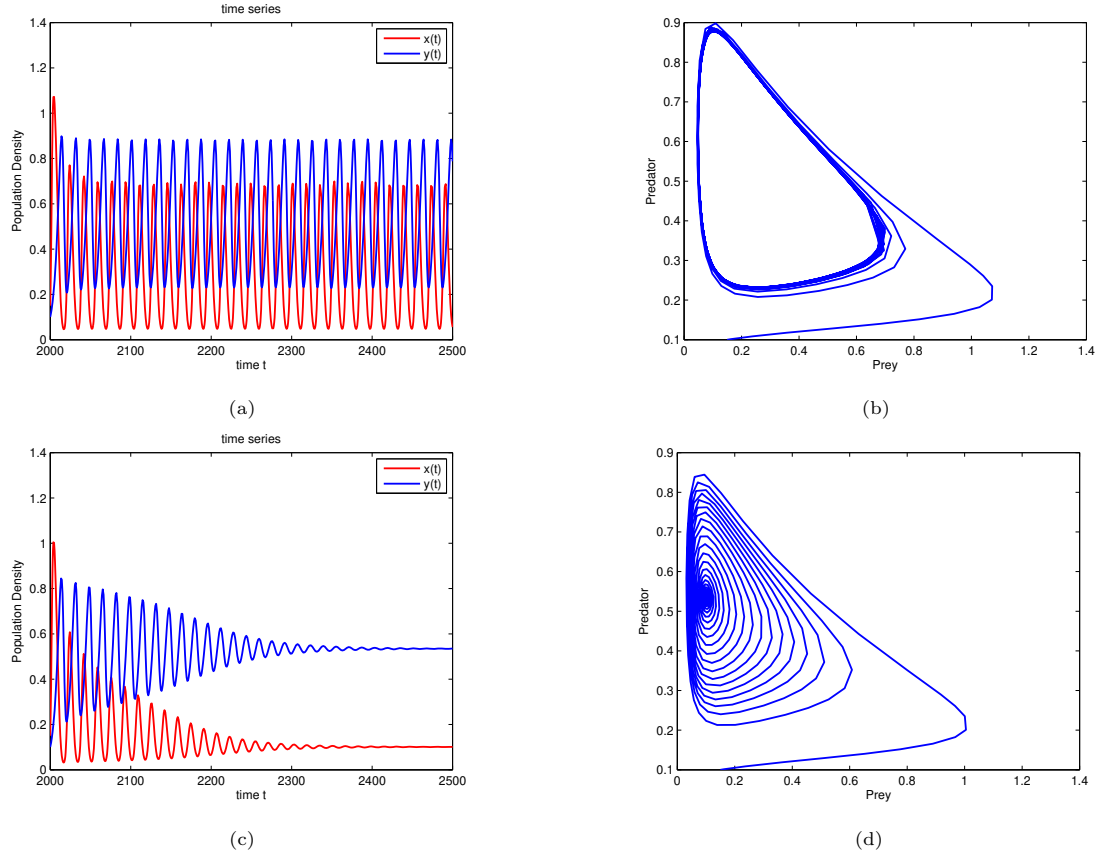 time series
1.4
1.2
1
0.8
0.6
0.4
0.2
0
Population Density
x(t)
y(t)
2000 2100 2200 2300 2400 2500
time t
(a)
0.9
0.8
0.7
0.6
0.5
0.4
0.3
0.2
0.1
Predator
0 0.2 0.4 0.6 0.8 1 1.2 1.4
Prey
(b)
time series
1.4
1.2
1
0.8
0.6
0.4
0.2
0
Population Density
x(t)
y(t)
2000 2100 2200 2300 2400 2500
time t
(c)
0.9
0.8
0.7
0.6
0.5
0.4
0.3
0.2
0.1
Predator
0 0.2 0.4 0.6 0.8 1 1.2 1.4
Prey
(d)